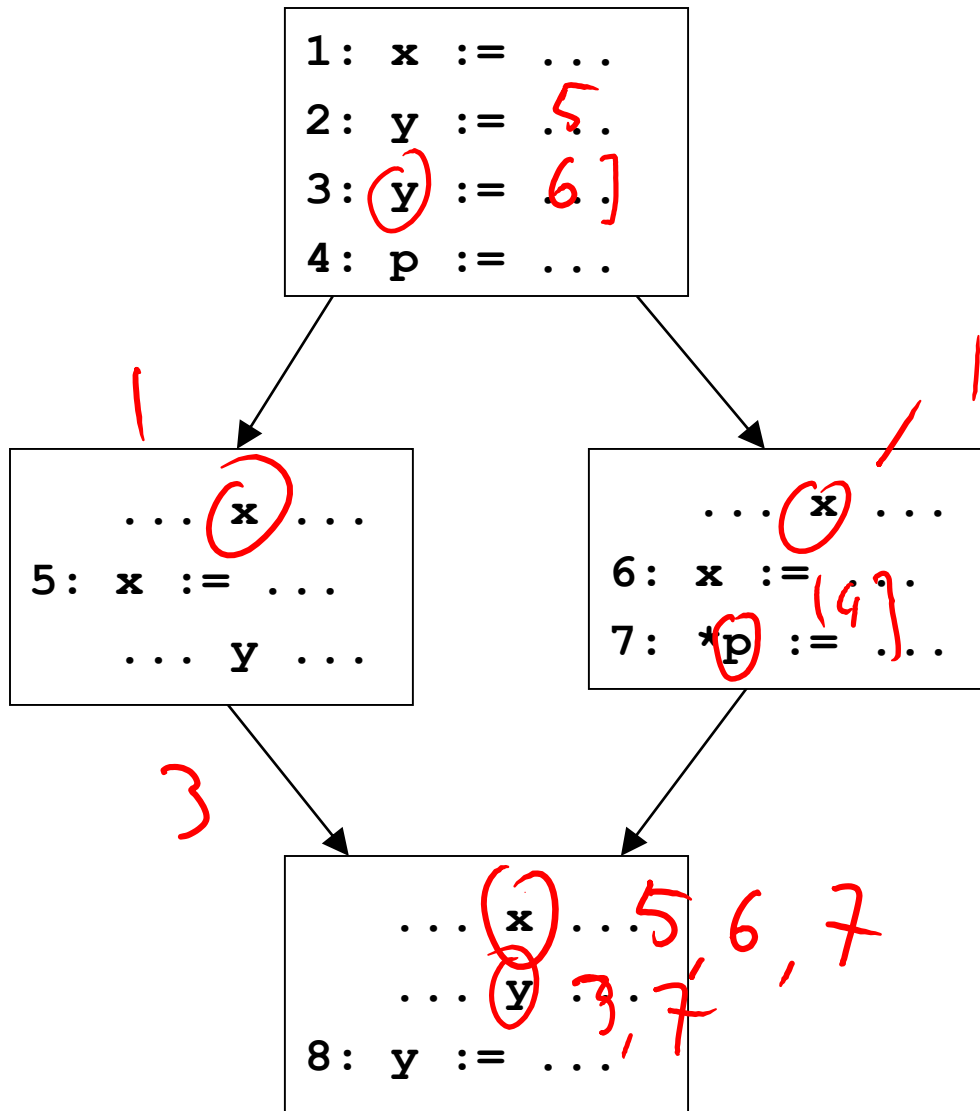 1: x := ...
2: y := ... 5
3: y := ... 6]
4: p := ...
1
1
... x ...
5: x := ...
... y ...
... x ...
6: x := ...
7: *p := ...
3
... x ... 5, 6, 7
... y ... 3, 7
8: y := ...